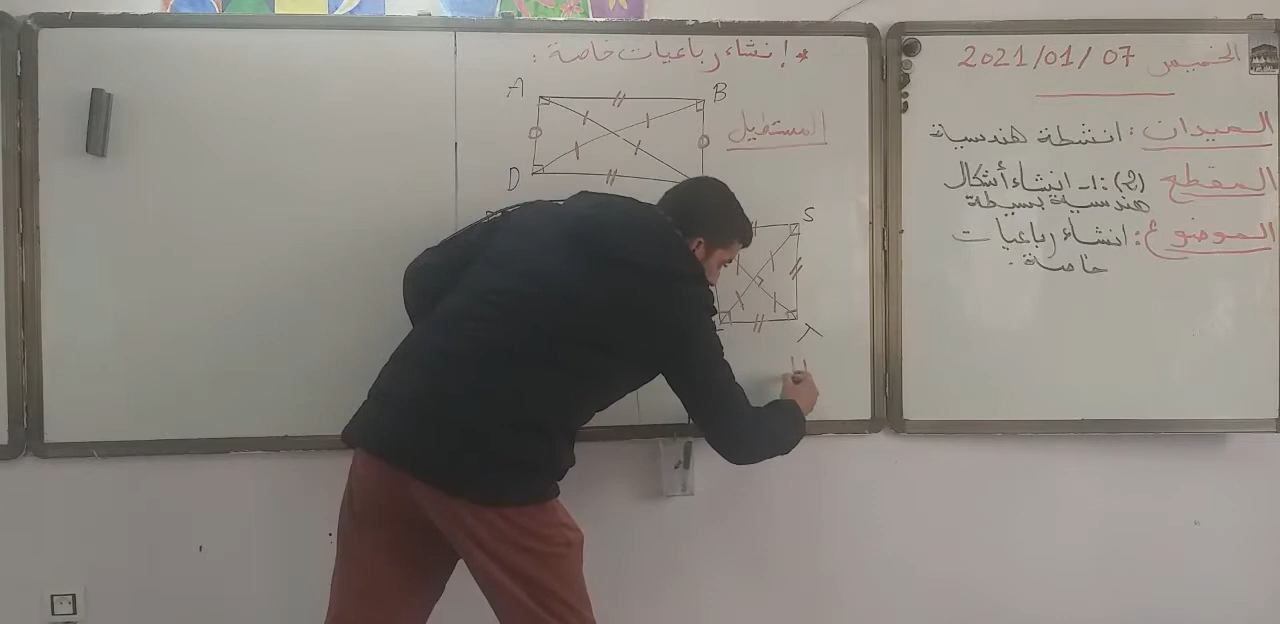 الخميس 07 /01/ 2021
الميدان : انشطة هندسية
المقطع (2) : 1- إنشاء أشكال
هندسية بسيطة
الموضوع : انشاء رباعيات
خاصة .
* إنشاء رباعيات خاصة :
A B
المستطيل
D
S
T